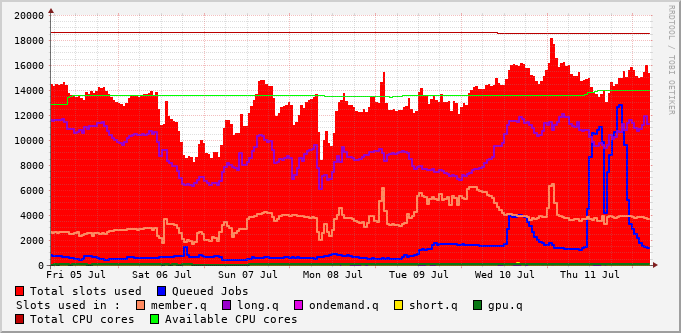 20000
18000
16000
14000
12000
10000
8000
6000
4000
2000
0
Fri 05 Jul Sat 06 Jul Sun 07 Jul Mon 08 Jul Tue 09 Jul Wed 10 Jul Thu 11 Jul
Total slots used Queued Jobs
Slots used in : member.q long.q ondemand.q short.q gpu.q
Total CPU cores Available CPU cores
RRDTOOL / TOBI OETIKER